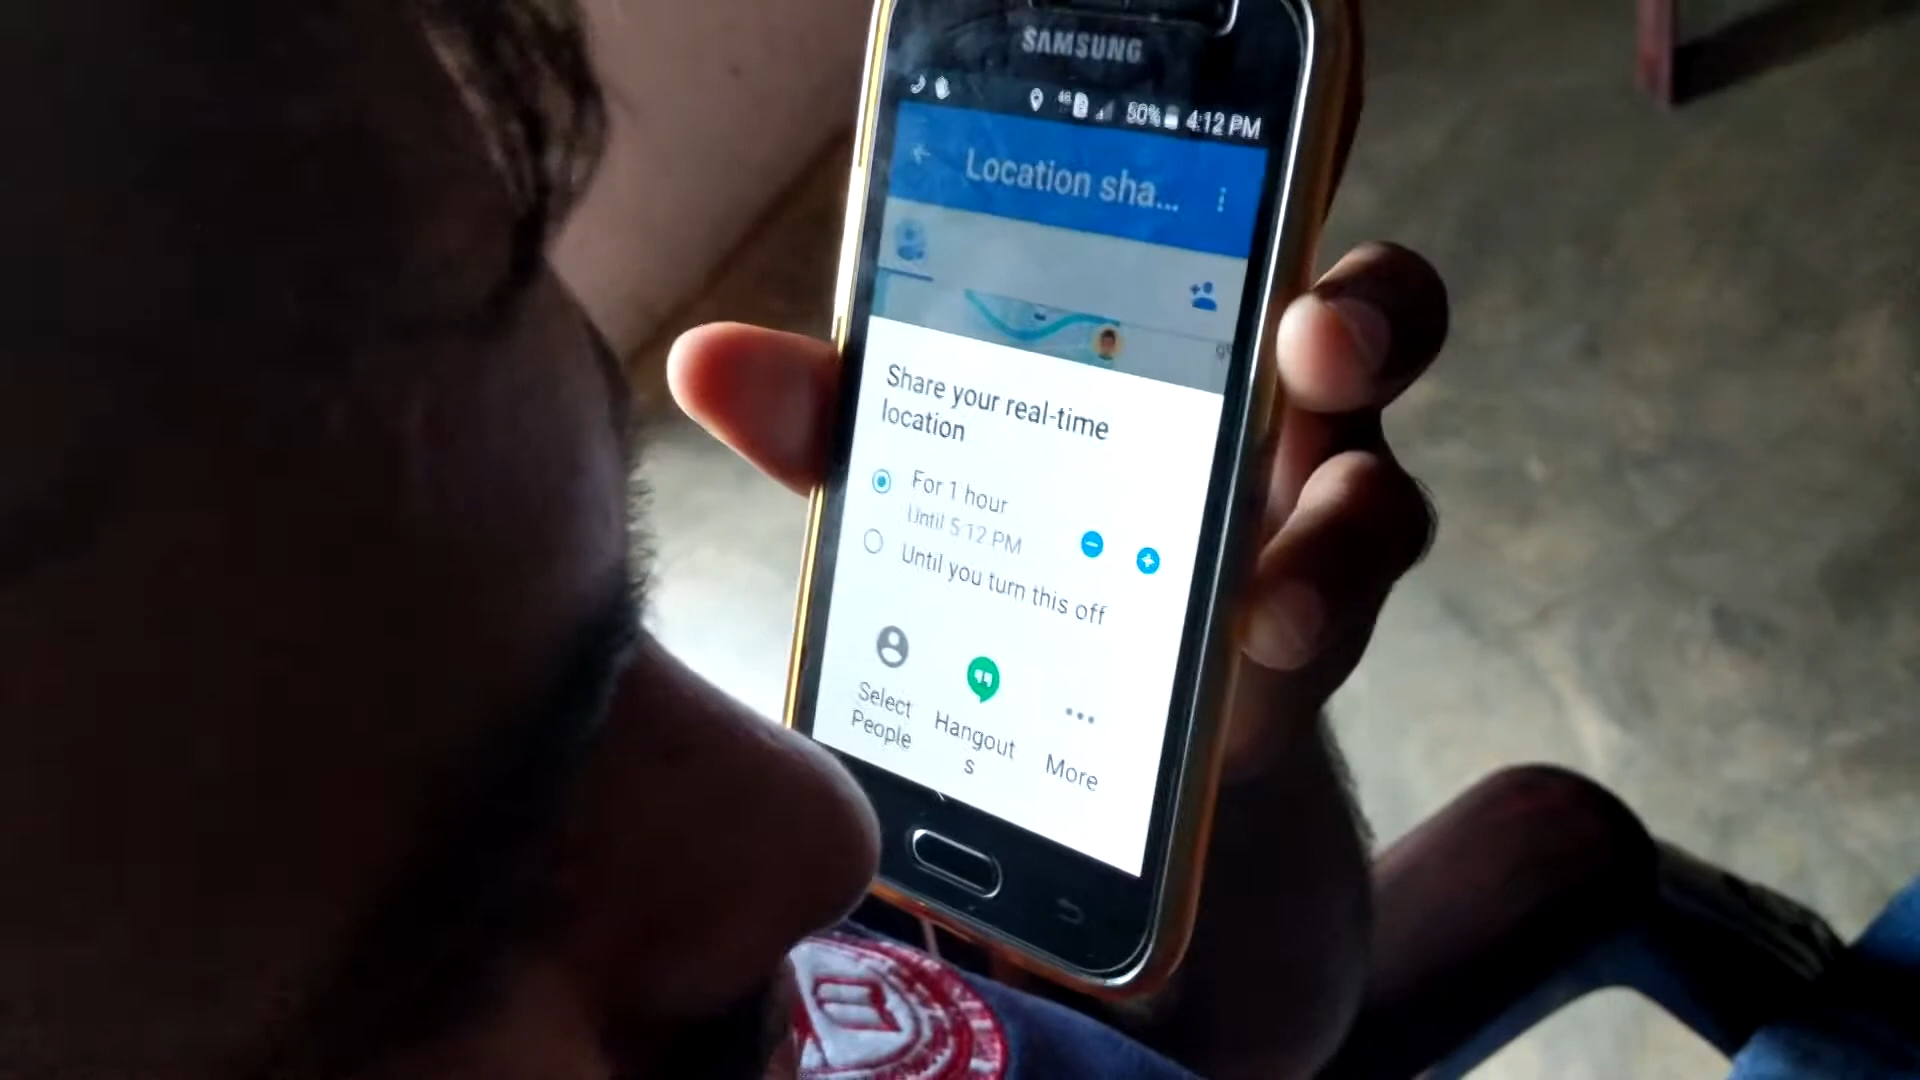 SAMSUNG
4G 50% 4:12 PM
Location sha...
Share your real-time
location
For 1 hour
Until 5:12 PM
Until you turn this off
Select
People
Hangout
s
More